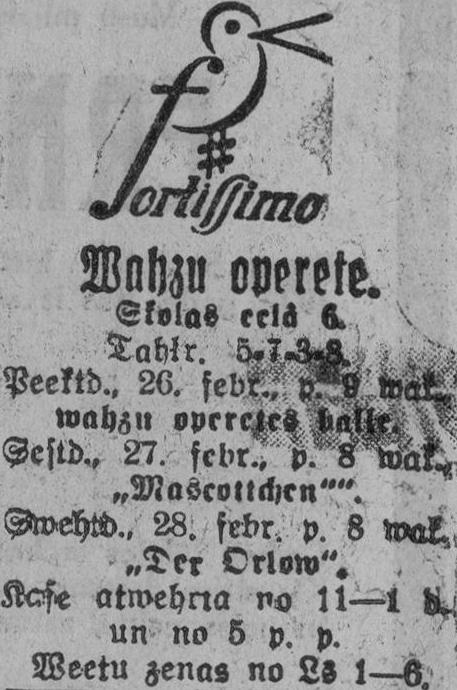 fortissimo
Wahzu operete.
Skolas eelâ 6.
Tahlr. 5-7-3-8.
Peektd., 26. febr., p. 9 wak.,
wahzu operetes balle.
Sestd., 27. febr., p. 8 wak.,
„Mascottchen"".
Swehtd., 28. febr. p. 8 wak.
„Der Orlow".
Kase atwehrta no 11—1 d.
un no 5 p. p.
Weetu zenas no Ls 1—6.